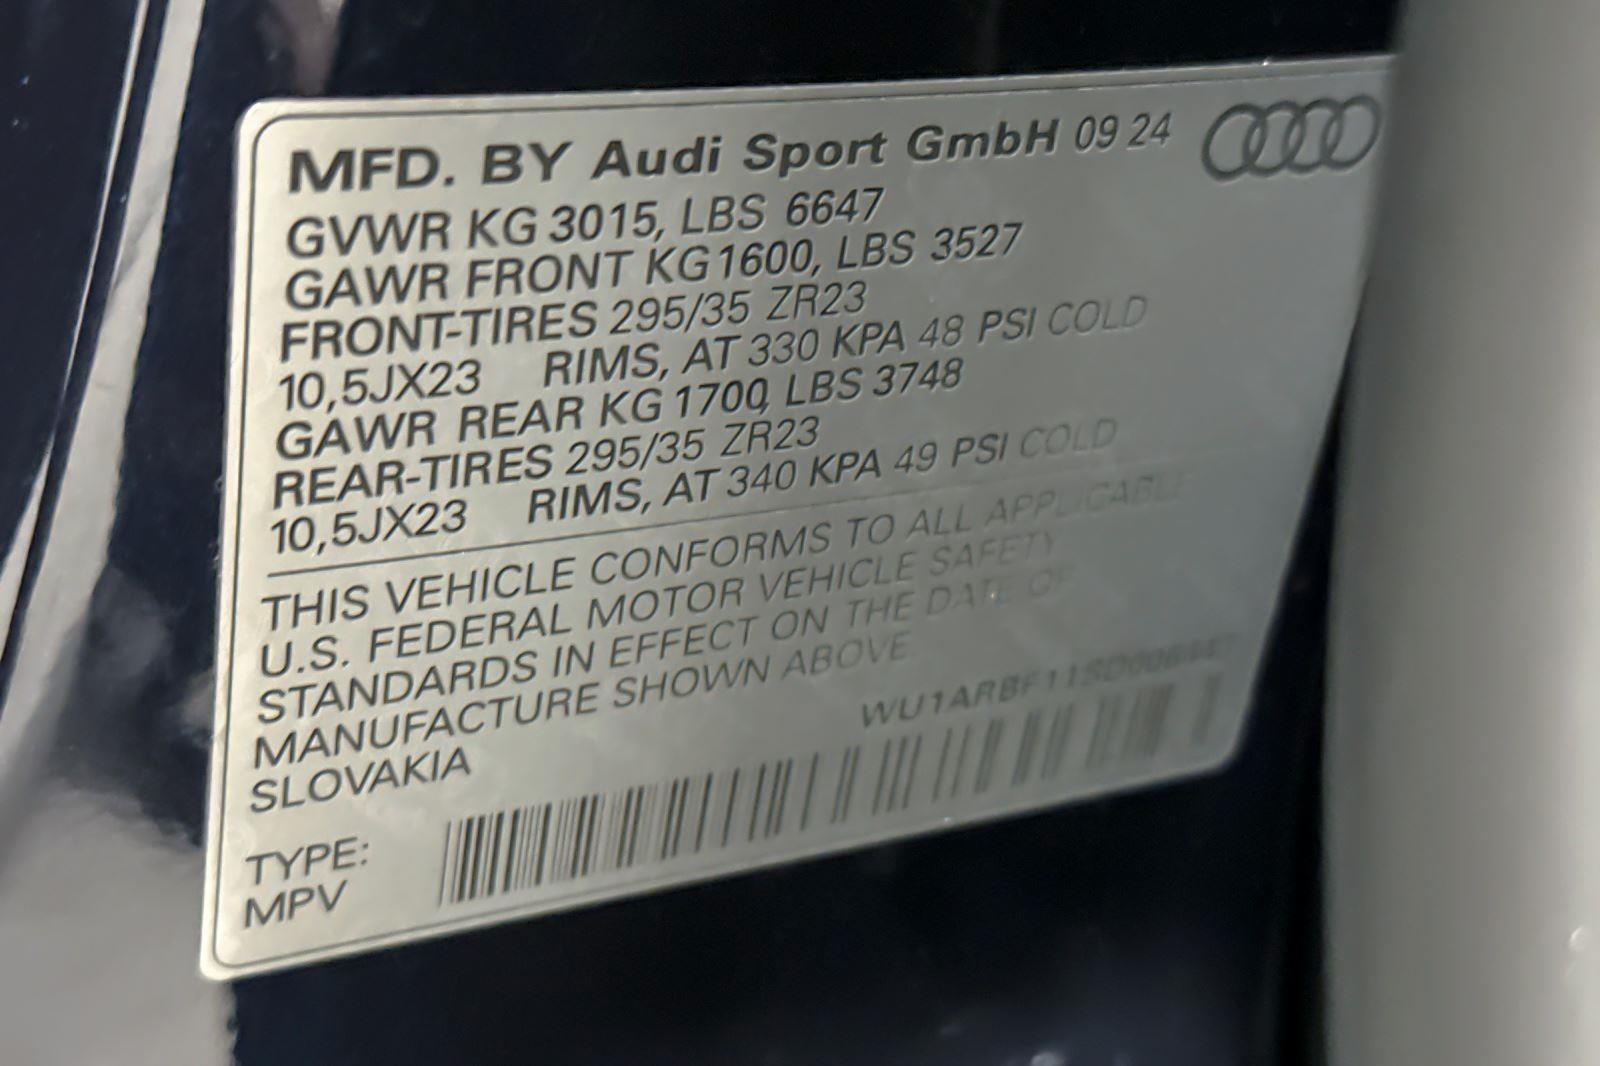 MFD. BY Audi Sport GmbH 09 24
GVWR KG 3015, LBS 6647
GAWR FRONT KG 1600, LBS 3527
FRONT-TIRES 295/35 ZR23
10,5JX23 RIMS, AT 330 KPA 48 PSI COLD
GAWR REAR KG 1700, LBS 3748
REAR-TIRES 295/35 ZR23
10,5JX23 RIMS, AT 340 KPA 49 PSI COLD
THIS VEHICLE CONFORMS TO ALL APPLICABLE
U.S. FEDERAL MOTOR VEHICLE SAFETY
STANDARDS IN EFFECT ON THE DATE OF
MANUFACTURE SHOWN ABOVE.
SLOVAKIA
TYPE:
MPV